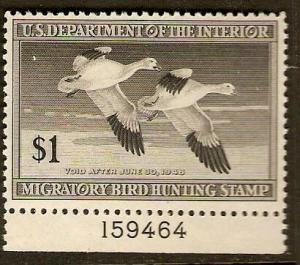 U.S. DEPARTMENT OF THE INTERIOR
$1
VOID AFTER JUNE 30, 1948
MIGRATORY BIRD HUNTING STAMP
159464